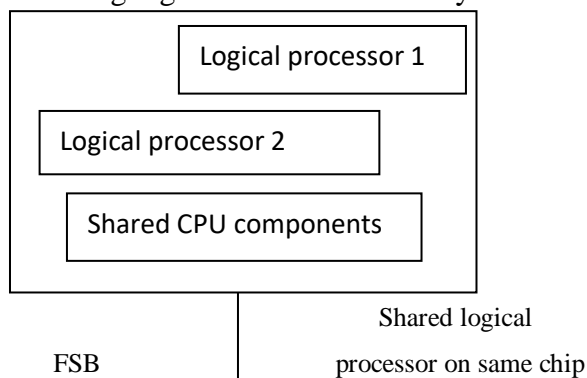 Logical processor 1
Logical processor 2
Shared CPU components
Shared logical
FSB processor on same chip